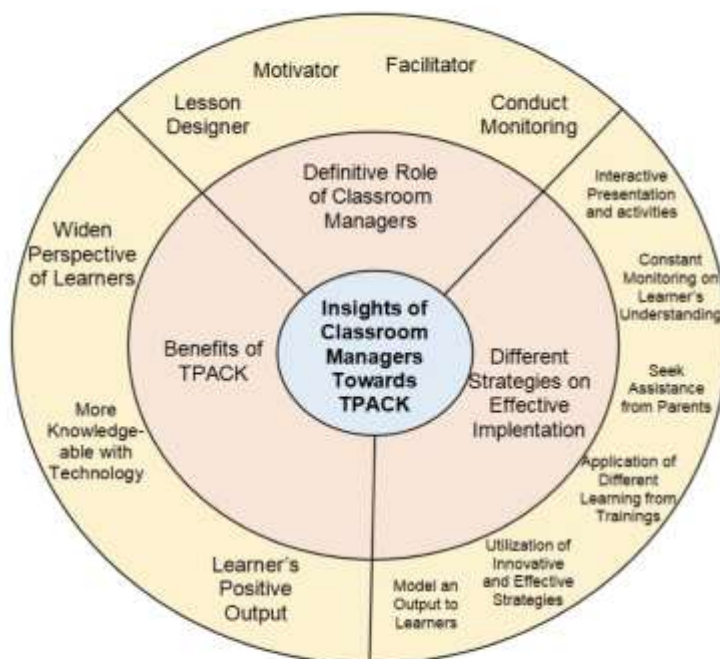 Motivator
Facilitator
Lesson
Designer
Conduct
Monitoring
Definitive Role
of Classroom
Managers
Interactive
Presentation
and activities
Widen
Perspective
of Learners
Constant
Monitoring on
Learner's
Understanding
Insights of
Classroom
Managers
Towards
TPACK
Benefits of
TPACK
Different
Strategies on
Effective
Implentation
Seek
Assistance
from Parents
More
Knowledge-
able with
Technology
Application of
Different
Learning from
Trainings
Utilization of
Innovative
and Effective
Strategies
Learner's
Positive
Output
Model an
Output to
Learners